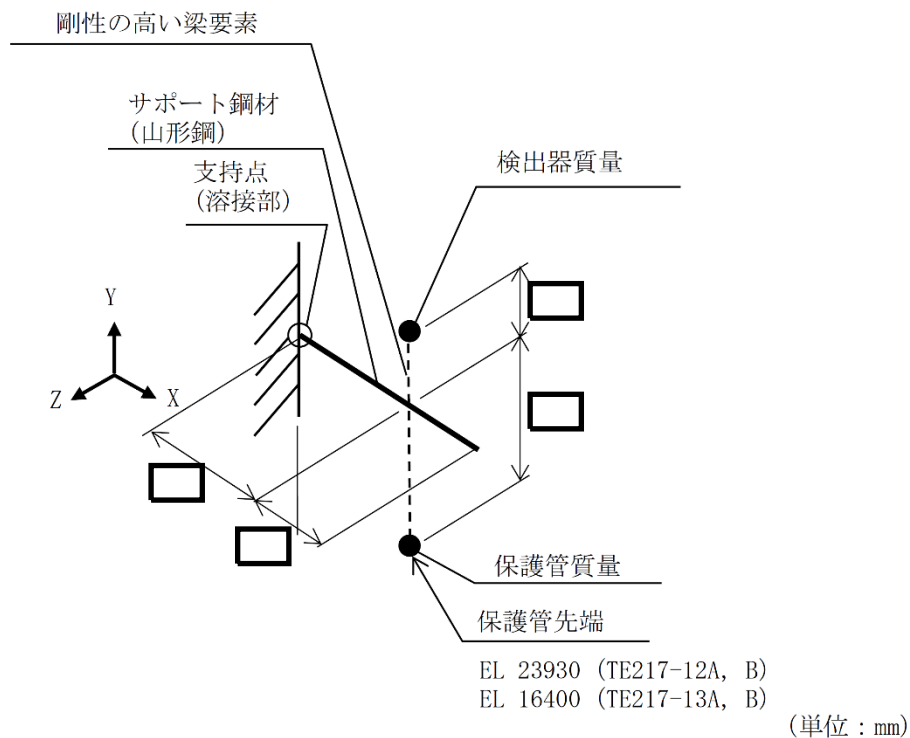 剛性の高い梁要素
サポート鋼材
(山形鋼)
支持点
(溶接部)
検出器質量
Y
Z
X
保護管質量
保護管先端
EL 23930 (TE217-12A, B)
EL 16400 (TE217-13A, B)
(単位：mm)